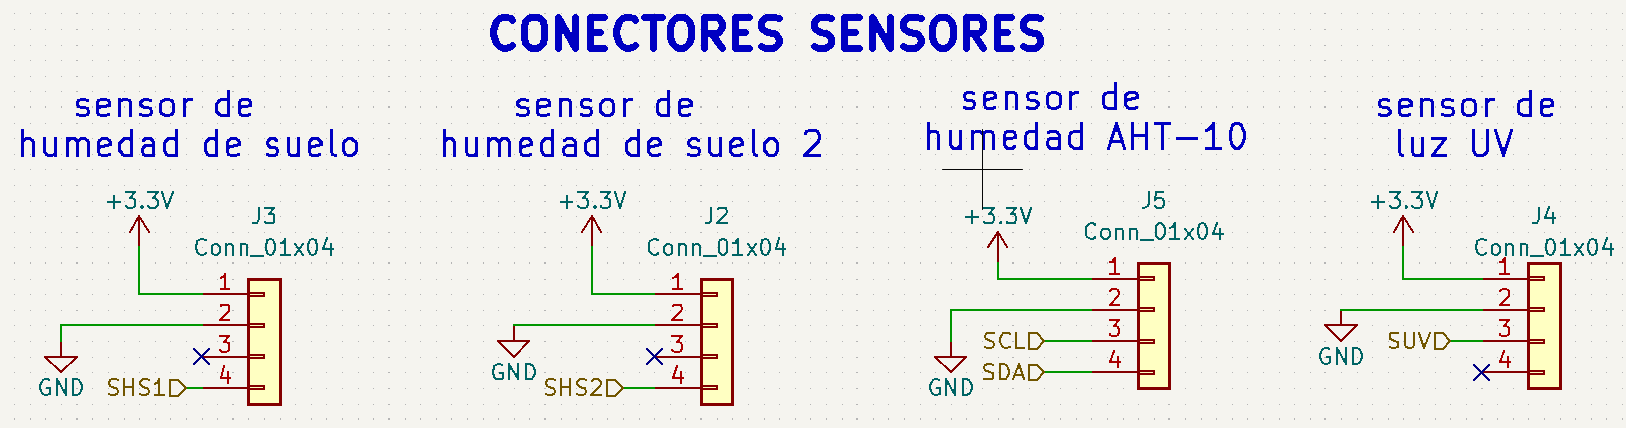 CONECTORES SENSORES
sensor de
humedad de suelo
+3.3V
J3
Conn_01x04
1
2
3
4
GND
SHS1
sensor de
humedad de suelo 2
+3.3V
J2
Conn_01x04
1
2
3
4
GND
SHS2
sensor de
humedad AHT-10
+3.3V
J5
Conn_01x04
1
2
3
4
SCL
SDA
GND
sensor de
luz UV
+3.3V
J4
Conn_01x04
1
2
3
4
SUV
GND